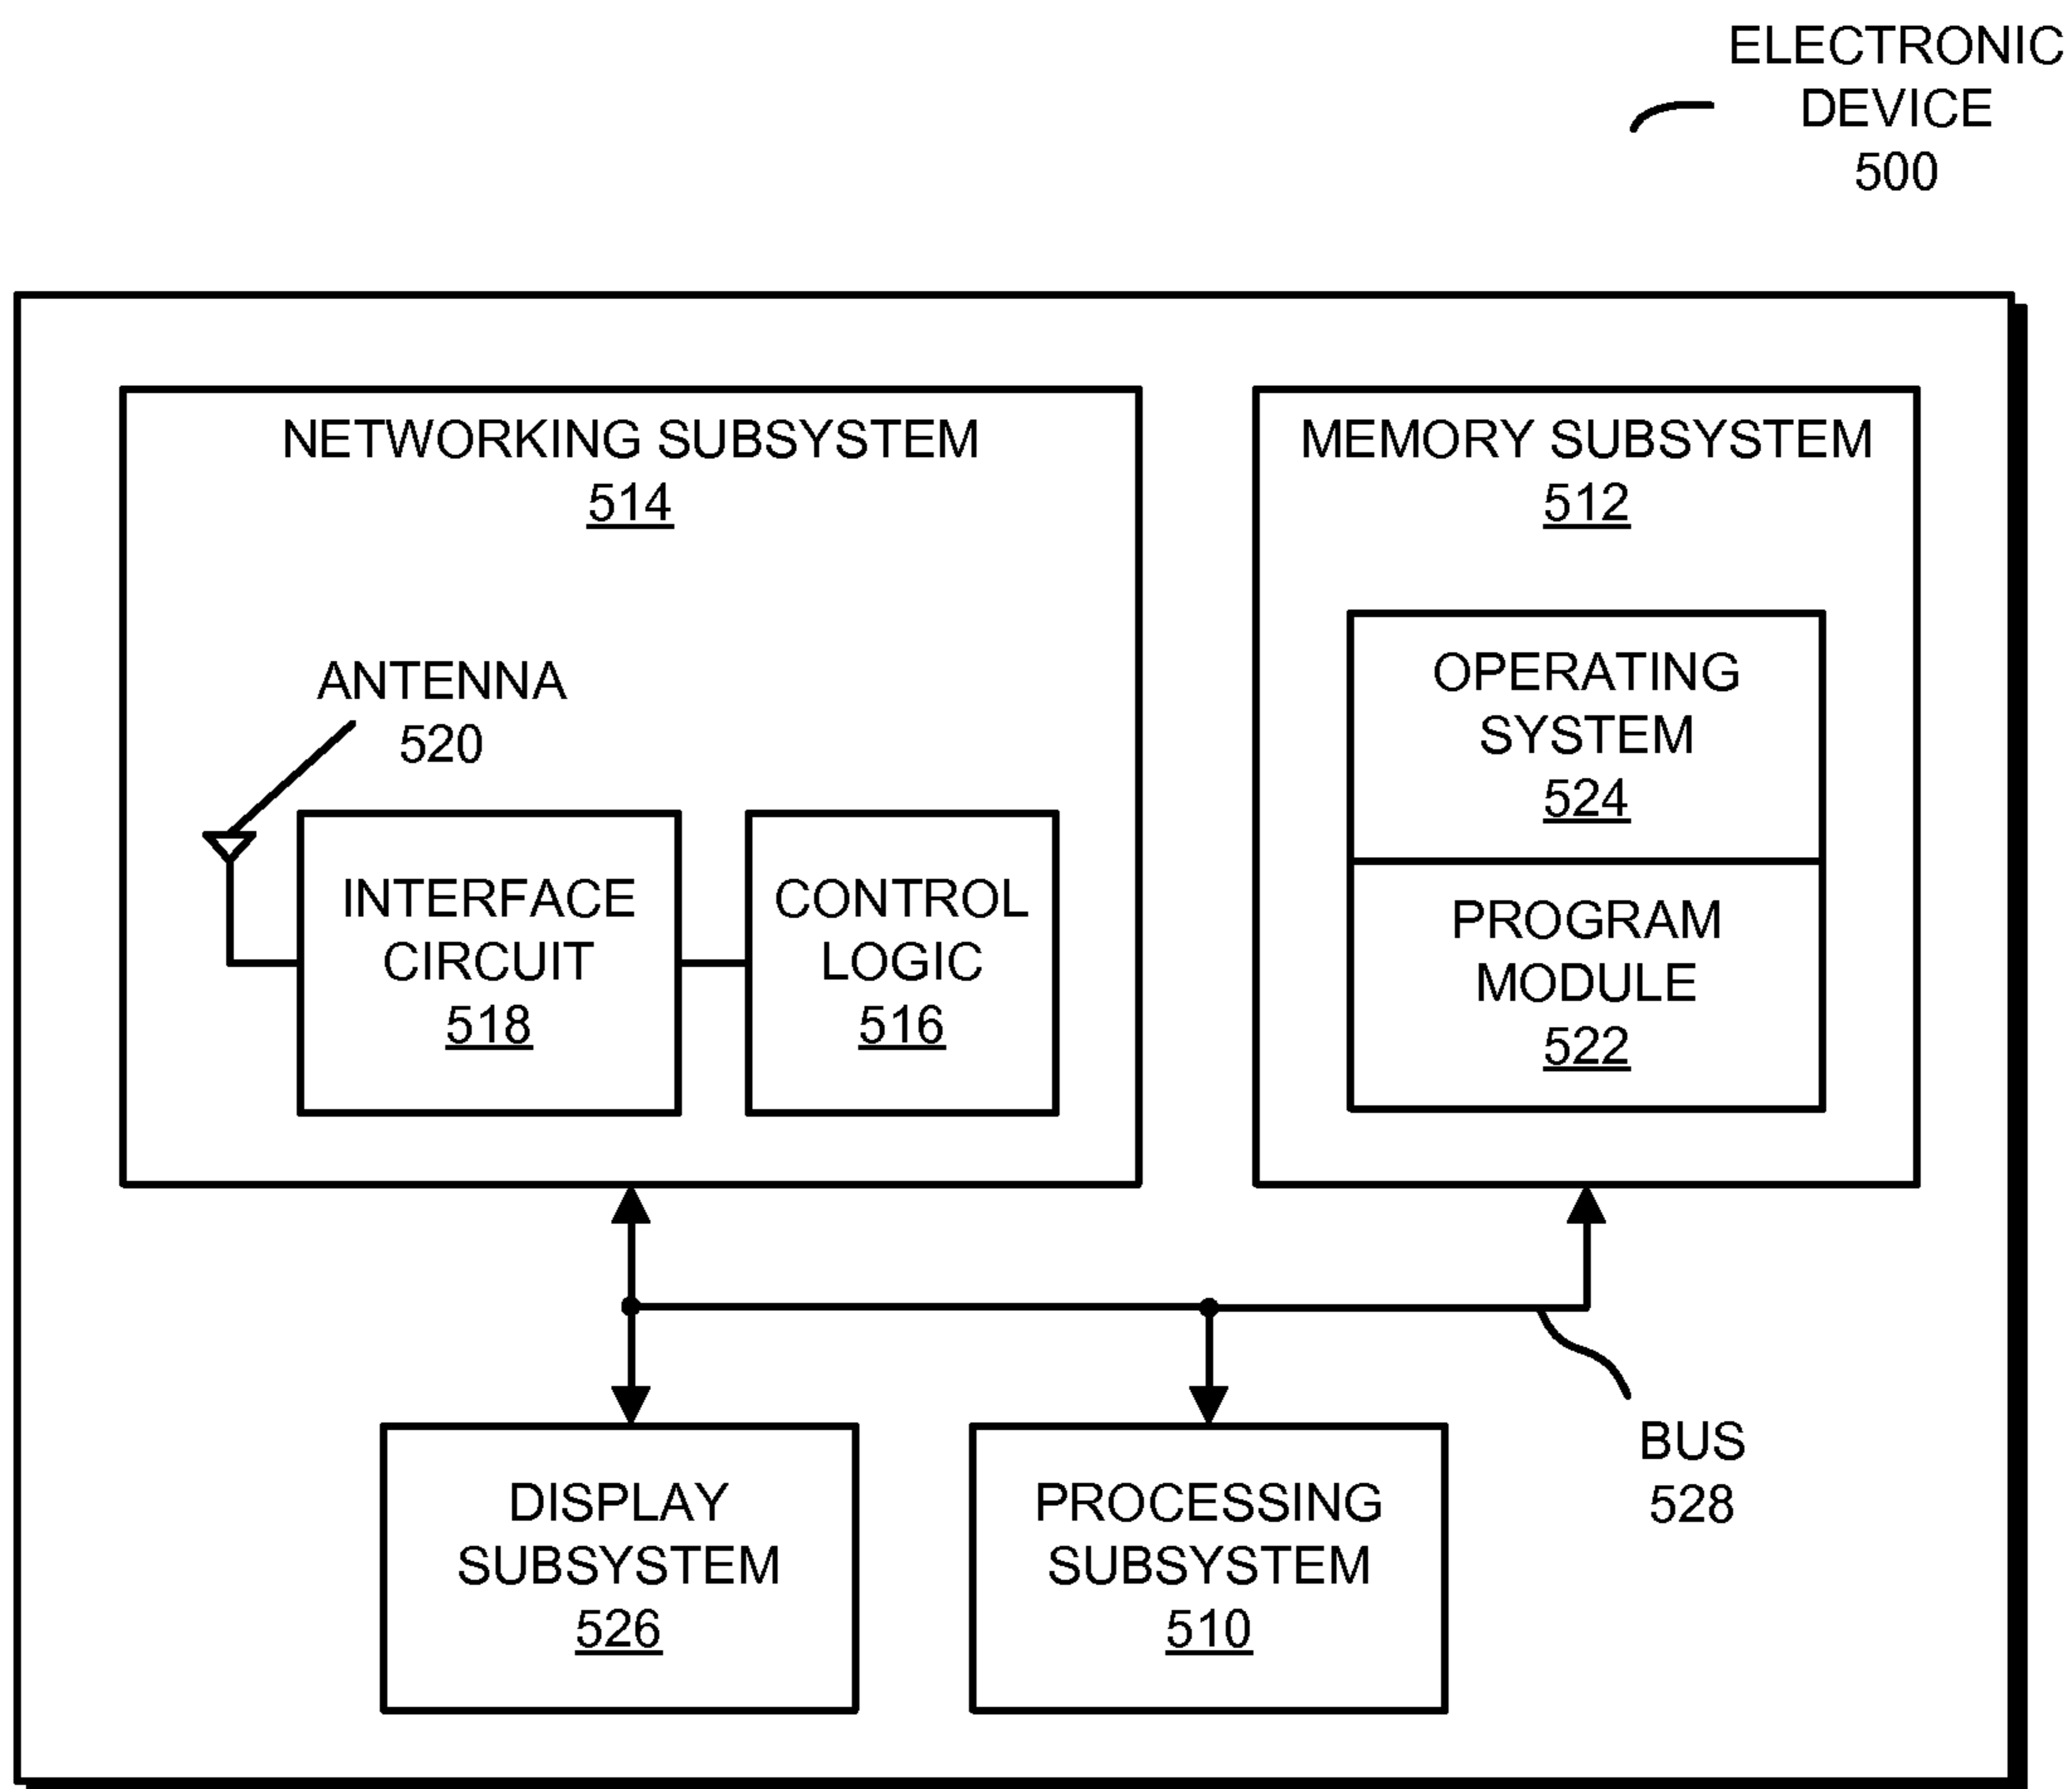 ELECTRONIC
DEVICE
500
NETWORKING SUBSYSTEM
514
MEMORY SUBSYSTEM
512
ANTENNA
520
INTERFACE
CIRCUIT
518
CONTROL
LOGIC
516
OPERATING
SYSTEM
524
PROGRAM
MODULE
522
BUS
528
DISPLAY
SUBSYSTEM
526
PROCESSING
SUBSYSTEM
510